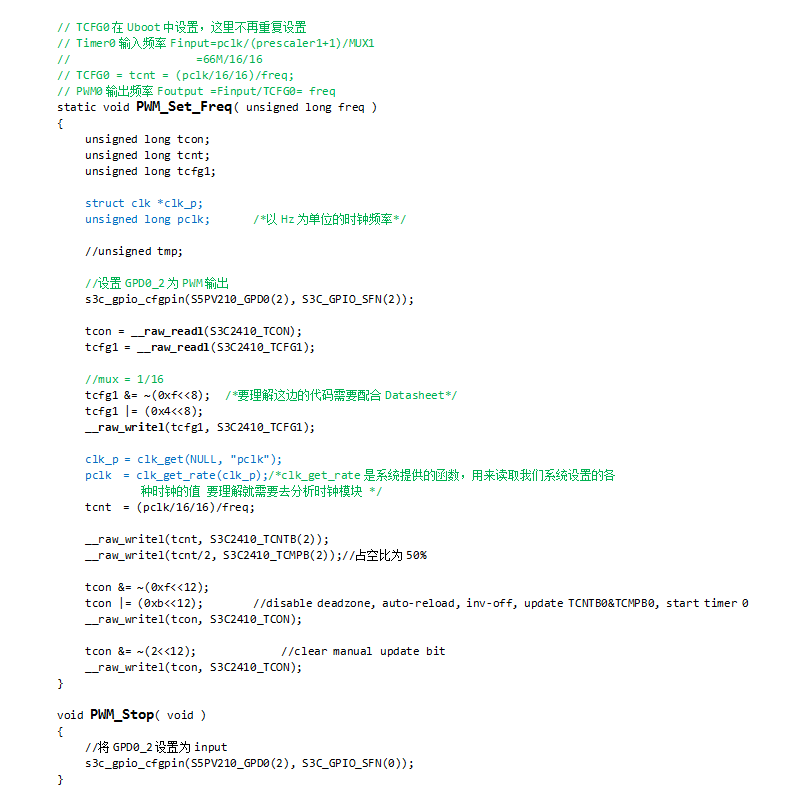 // TCFG0在Uboot中设置，这里不再重复设置
// Timer0输入频率Finput=pclk/(prescaler1+1)/MUX1
//                  =66M/16/16
// TCFG0 = tcnt = (pclk/16/16)/freq;
// PWM0输出频率Foutput =Finput/TCFG0= freq
static void PWM_Set_Freq( unsigned long freq )
{
    unsigned long tcon;
    unsigned long tcnt;
    unsigned long tcfg1;

    struct clk *clk_p;
    unsigned long pclk;      /*以Hz为单位的时钟频率*/

    //unsigned tmp;

    //设置GPD0_2为PWM输出
    s3c_gpio_cfgpin(S5PV210_GPD0(2), S3C_GPIO_SFN(2));

    tcon = __raw_readl(S3C2410_TCON);
    tcfg1 = __raw_readl(S3C2410_TCFG1);

    //mux = 1/16
    tcfg1 &= ~(0xf<<8);  /*要理解这边的代码需要配合Datasheet*/
    tcfg1 |= (0x4<<8);
    __raw_writel(tcfg1, S3C2410_TCFG1);

    clk_p = clk_get(NULL, "pclk");
    pclk  = clk_get_rate(clk_p);/*clk_get_rate是系统提供的函数，用来读取我们系统设置的各
            种时钟的值 要理解就需要去分析时钟模块 */
    tcnt  = (pclk/16/16)/freq;

    __raw_writel(tcnt, S3C2410_TCNTB(2));
    __raw_writel(tcnt/2, S3C2410_TCMPB(2));//占空比为50%

    tcon &= ~(0xf<<12);
    tcon |= (0xb<<12);       //disable deadzone, auto-reload, inv-off, update TCNTB0&TCMPB0, start timer 0
    __raw_writel(tcon, S3C2410_TCON);

    tcon &= ~(2<<12);            //clear manual update bit
    __raw_writel(tcon, S3C2410_TCON);
}

void PWM_Stop( void )
{
    //将GPD0_2设置为input
    s3c_gpio_cfgpin(S5PV210_GPD0(2), S3C_GPIO_SFN(0));
}